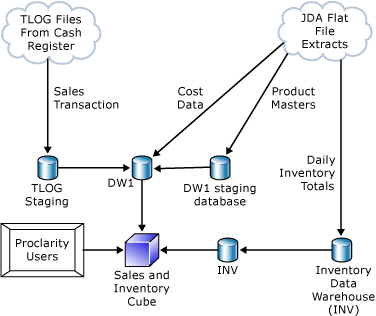 TLOG Files
From Cash
Register
JDA Flat
File
Extracts
Sales
Transaction
Cost
Data
Product
Masters
Daily
Inventory
Totals
TLOG
Staging
DW1
DW1 staging
database
Proclarity
Users
Sales and
Inventory
Cube
INV
Inventory
Data
Warehouse
(INV)